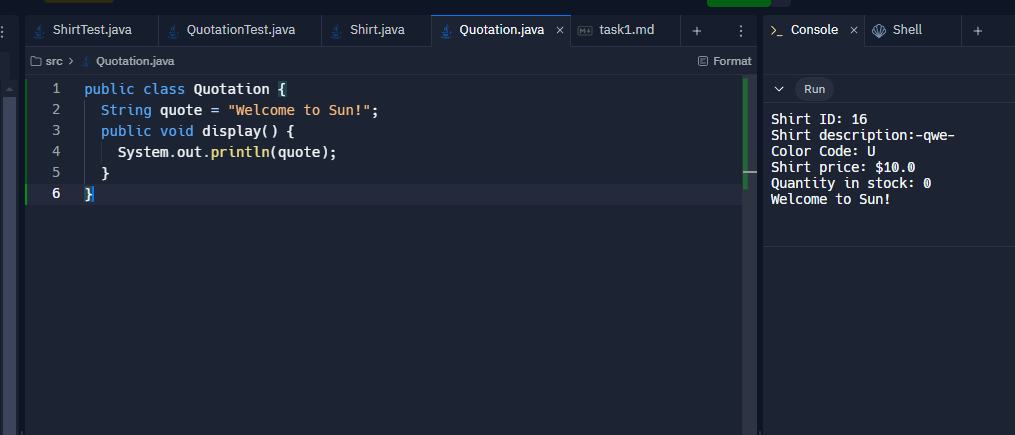 ShirtTest.java QuotationTest.java Shirt.java Quotation.java × task1.md + Console × Shell +
src > Quotation.java Format
1 public class Quotation {
2 String quote = "Welcome to Sun!";
3 public void display() {
4 System.out.println(quote);
5 }
6 }
Run
Shirt ID: 16
Shirt description:-qwe-
Color Code: U
Shirt price: $10.0
Quantity in stock: 0
Welcome to Sun!